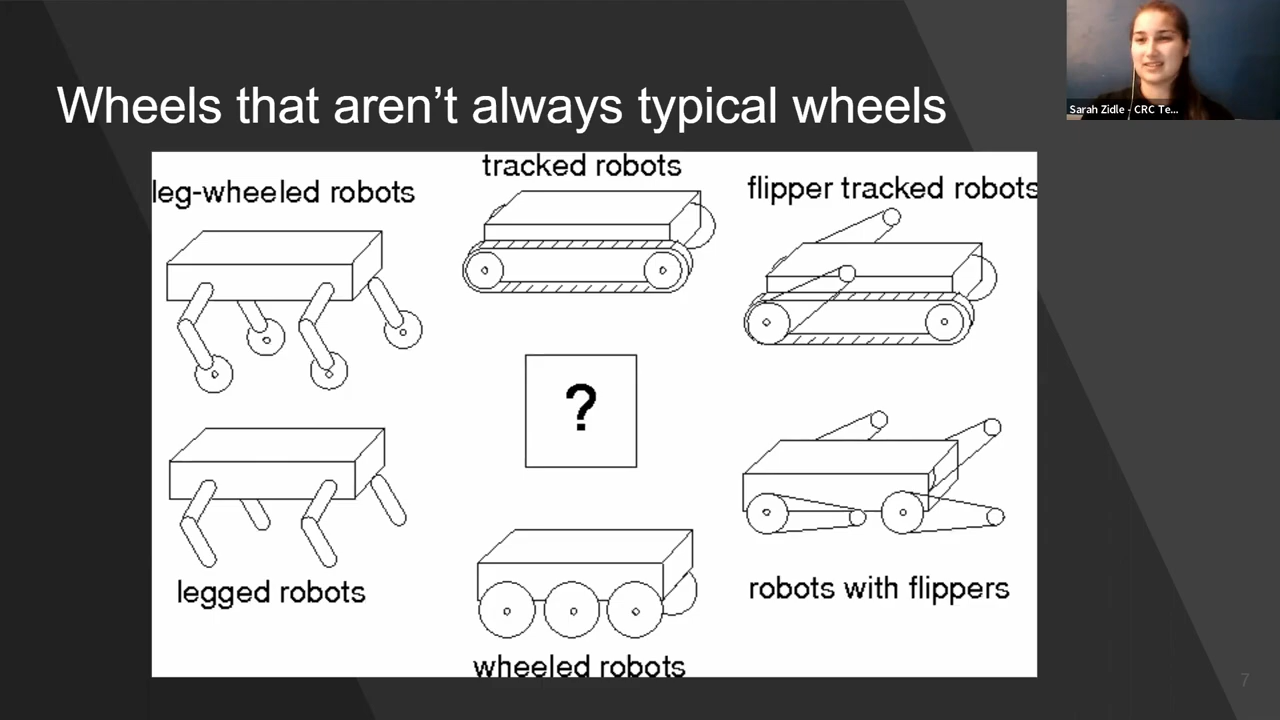 Wheels that aren't always typical wheels
Sarah Zidle - CRC Te...
leg-wheeled robots
tracked robots
flipper tracked robots
?
legged robots
wheeled robots
robots with flippers
7